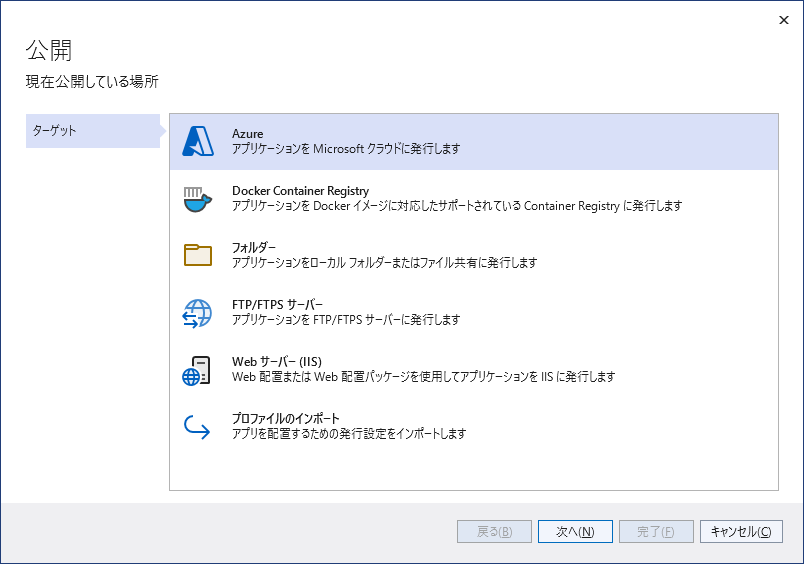 公開
現在公開している場所
ターゲット
Azure
アプリケーションを Microsoft クラウドに発行します
Docker Container Registry
アプリケーションを Docker イメージに対応したサポートされている Container Registry に発行します
フォルダー
アプリケーションをローカル フォルダーまたはファイル共有に発行します
FTP/FTPS サーバー
アプリケーションを FTP/FTPS サーバーに発行します
Web サーバー (IIS)
Web 配置または Web 配置パッケージを使用してアプリケーションを IIS に発行します
プロファイルのインポート
アプリを配置するための発行設定をインポートします
戻る(B) 次へ(N) 完了(F) キャンセル(C)